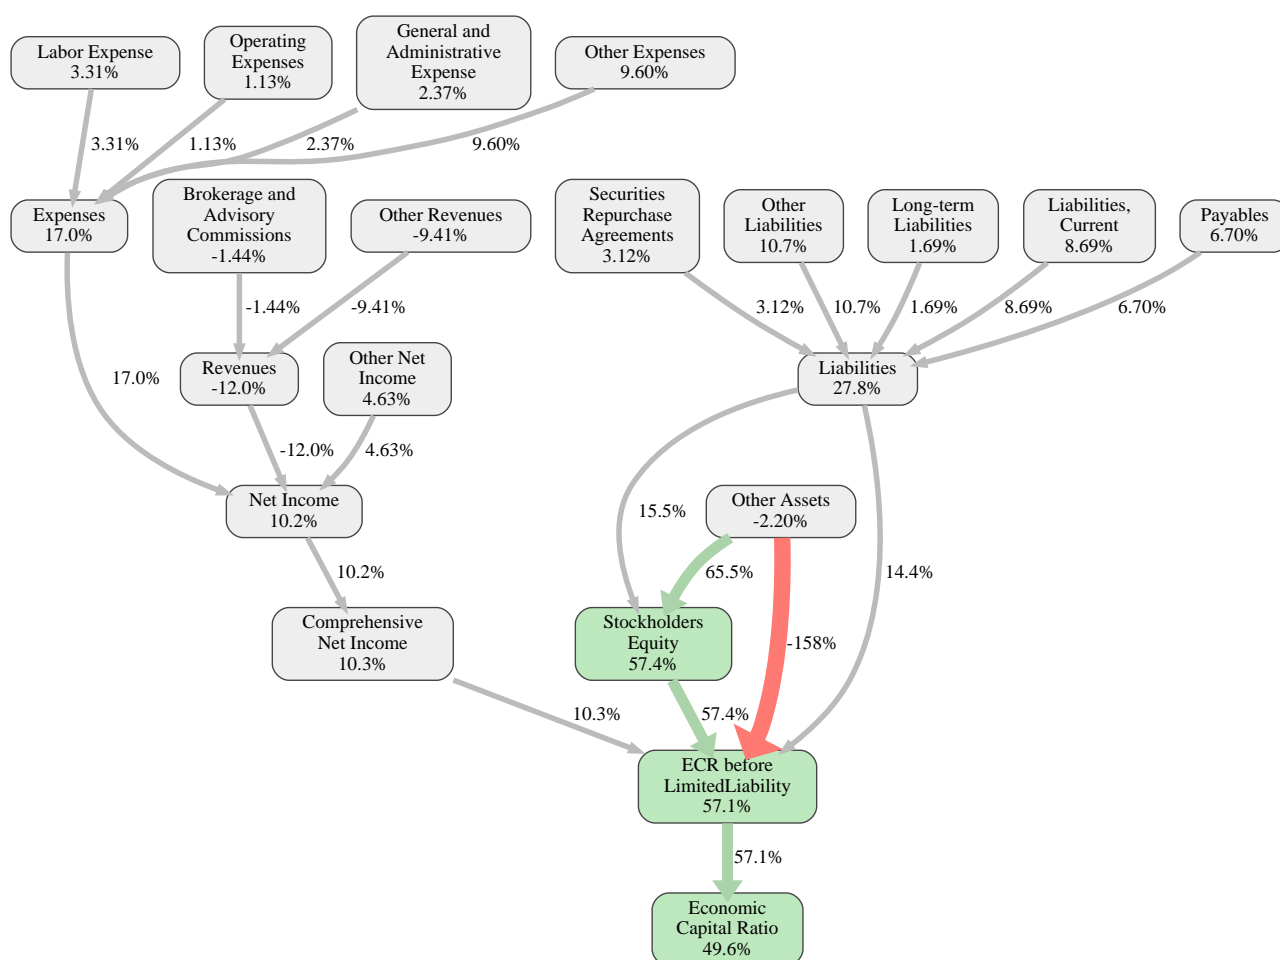 Labor Expense
3.31%
Operating
Expenses
1.13%
General and
Administrative
Expense
2.37%
Other Expenses
9.60%
3.31%
1.13%
2.37%
9.60%
Expenses
17.0%
Brokerage and
Advisory
Commissions
-1.44%
Other Revenues
-9.41%
Securities
Repurchase
Agreements
3.12%
Other
Liabilities
10.7%
Long-term
Liabilities
1.69%
Liabilities,
Current
8.69%
Payables
6.70%
-1.44%
-9.41%
3.12%
10.7%
1.69%
8.69%
6.70%
17.0%
Revenues
-12.0%
Other Net
Income
4.63%
Liabilities
27.8%
-12.0%
4.63%
Net Income
10.2%
15.5%
Other Assets
-2.20%
10.2%
65.5%
14.4%
Comprehensive
Net Income
10.3%
Stockholders
Equity
57.4%
-158%
10.3%
57.4%
ECR before
LimitedLiability
57.1%
57.1%
Economic
Capital Ratio
49.6%